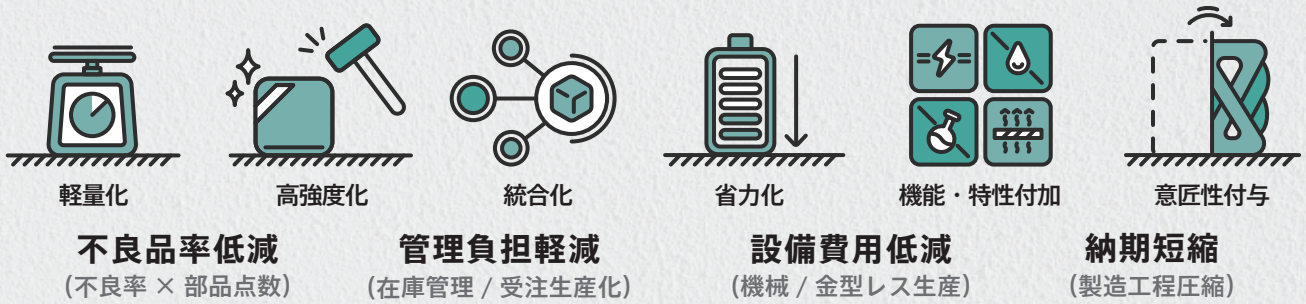 軽量化
高強度化
統合化
省力化
機能・特性付加
意匠性付与
不良品率低減
管理負担軽減
設備費用低減
納期短縮
(不良率 × 部品点数)
(在庫管理 / 受注生産化)
(機械 / 金型レス生産)
(製造工程圧縮)